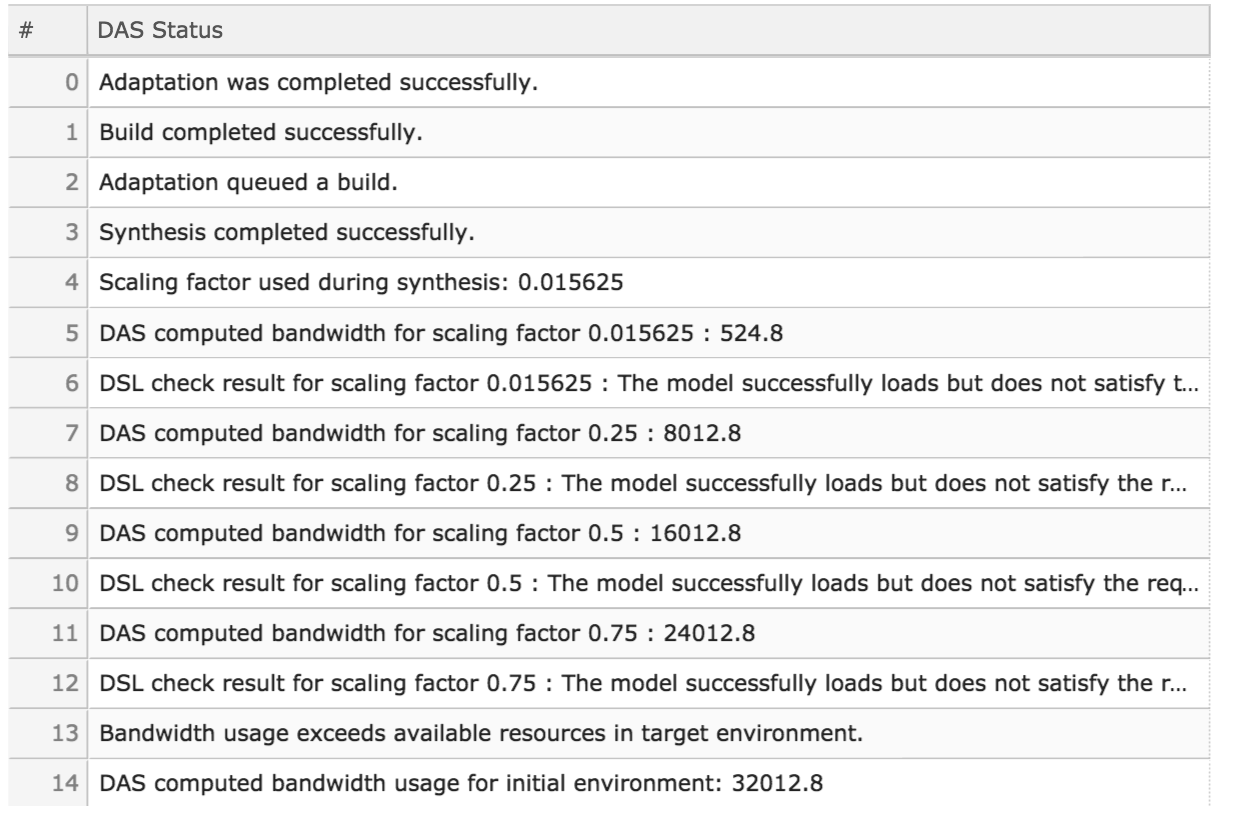 # DAS Status
0 Adaptation was completed successfully.
1 Build completed successfully.
2 Adaptation queued a build.
3 Synthesis completed successfully.
4 Scaling factor used during synthesis: 0.015625
5 DAS computed bandwidth for scaling factor 0.015625 : 524.8
6 DSL check result for scaling factor 0.015625 : The model successfully loads but does not satisfy t...
7 DAS computed bandwidth for scaling factor 0.25 : 8012.8
8 DSL check result for scaling factor 0.25 : The model successfully loads but does not satisfy the r...
9 DAS computed bandwidth for scaling factor 0.5 : 16012.8
10 DSL check result for scaling factor 0.5 : The model successfully loads but does not satisfy the req...
11 DAS computed bandwidth for scaling factor 0.75 : 24012.8
12 DSL check result for scaling factor 0.75 : The model successfully loads but does not satisfy the r...
13 Bandwidth usage exceeds available resources in target environment.
14 DAS computed bandwidth usage for initial environment: 32012.8